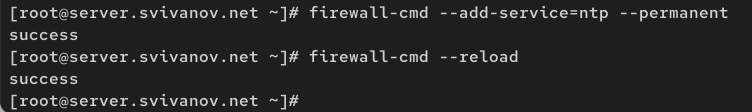 [root@server.svivanov.net ~]# firewall-cmd --add-service=ntp --permanent
success
[root@server.svivanov.net ~]# firewall-cmd --reload
success
[root@server.svivanov.net ~]#